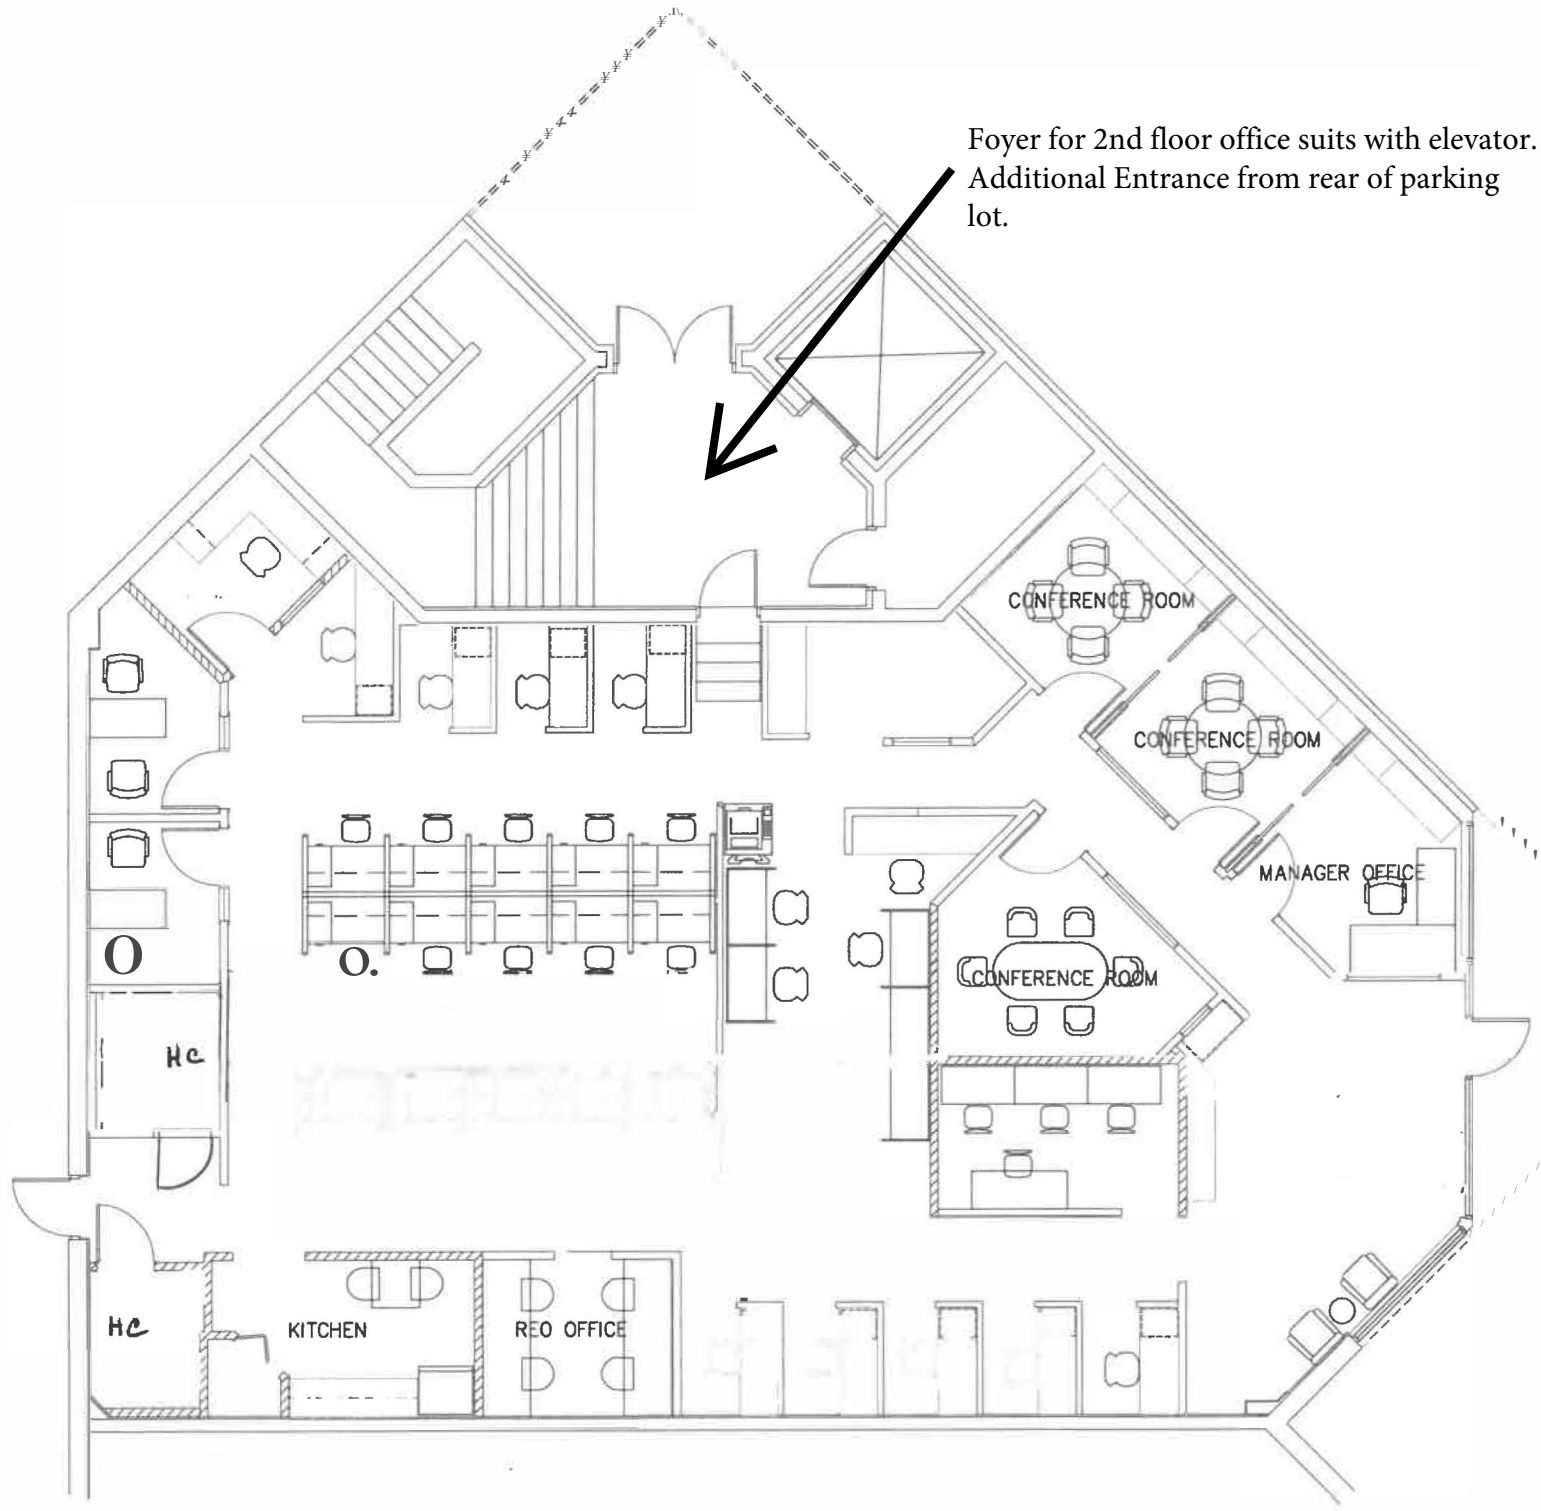 Foyer for 2nd floor office suits with elevator.
Additional Entrance from rear of parking
lot.
CONFERENCE ROOM
CONFERENCE ROOM
MANAGER OFFICE
CONFERENCE ROOM
O
O.
HC
HC
KITCHEN
REO OFFICE